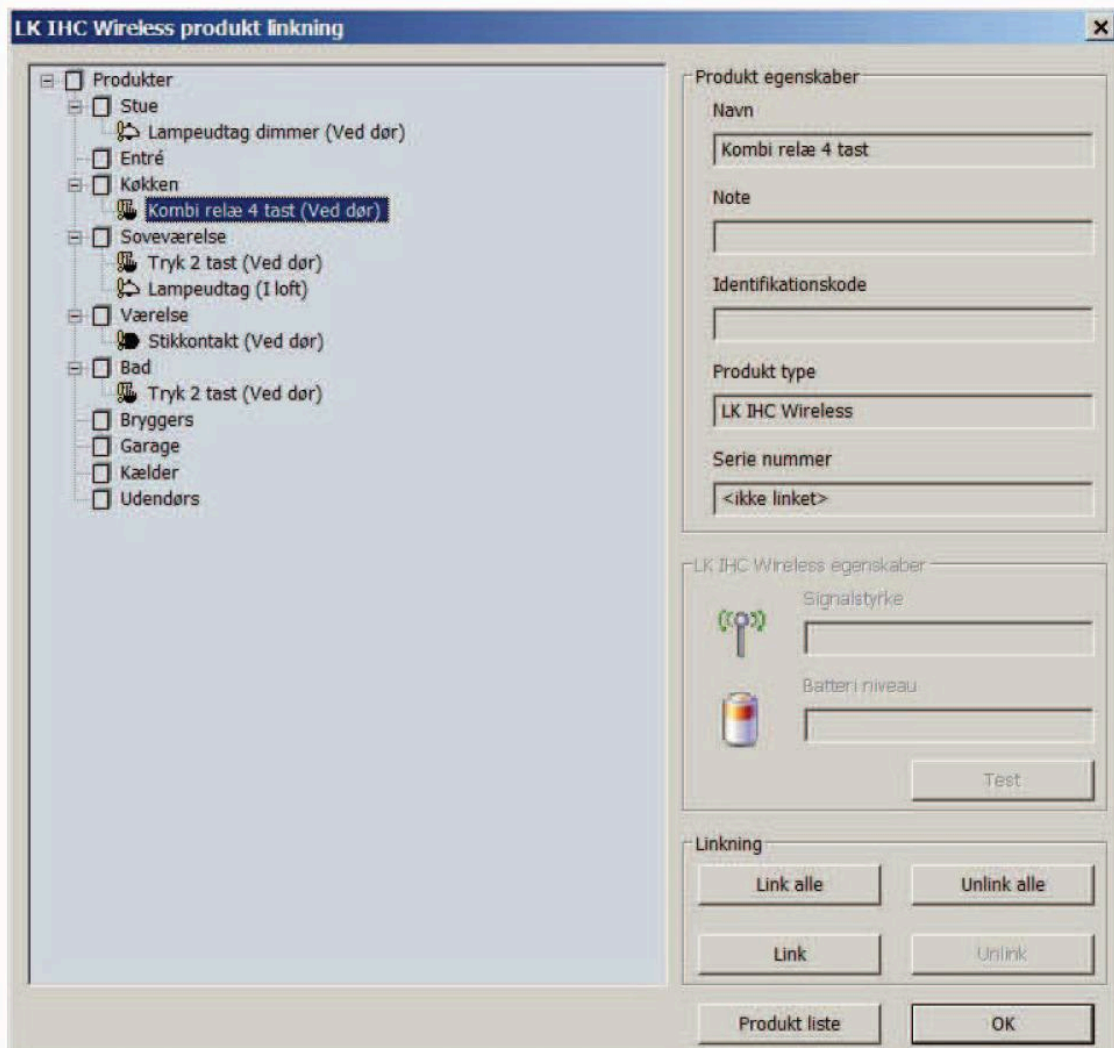 LK IHC Wireless produkt linkning
Produkter
Stue
Lampeudtag dimmer (Ved dør)
Entré
Køkken
Kombi relæ 4 tast (Ved dør)
Soveværelse
Tryk 2 tast (Ved dør)
Lampeudtag (I loft)
Værelse
Stikkontakt (Ved dør)
Bad
Tryk 2 tast (Ved dør)
Bryggers
Garage
Kælder
Udendørs
Produkt egenskaber
Navn
Kombi relæ 4 tast
Note
Identifikationskode
Produkt type
LK IHC Wireless
Serie nummer
<ikke linket>
LK IHC Wireless egenskaber
Signalstyrke
Batteri niveau
Test
Linkning
Link alle
Unlink alle
Link
Unlink
Produkt liste
OK